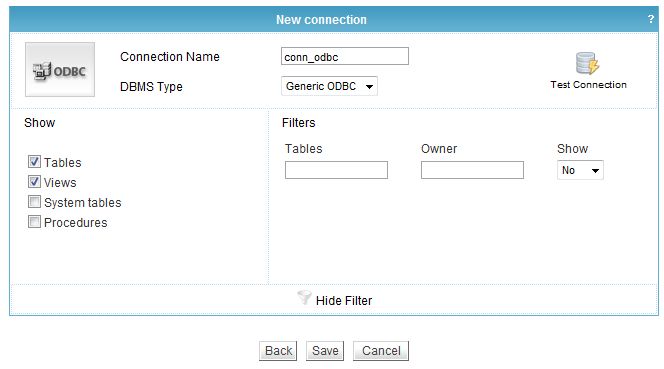 New connection ?
ODBC
Connection Name conn_odbc
DBMS Type Generic ODBC
Test Connection
Show
Tables
Views
System tables
Procedures
Filters
Tables Owner Show
No
Hide Filter
Back Save Cancel